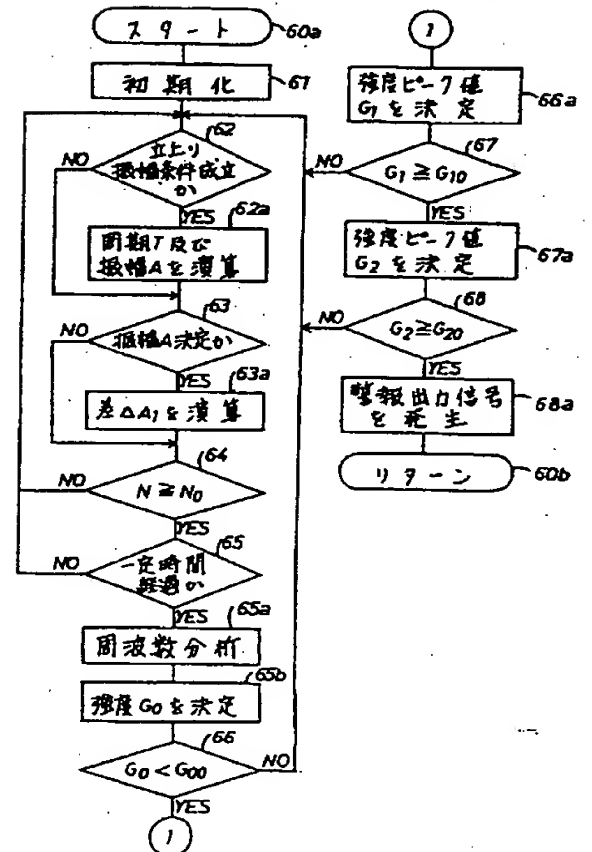 スタート
60a
初期化
61
62
立上り
振幅条件成立
か
NO
YES
62a
周期T及び
振幅Aを演算
63
NO
振幅A決定か
YES
63a
差△A₁を演算
64
NO
N≧N₀
YES
65
NO
一定時間
経過か
YES
65a
周波数分析
65b
強度G₀を決定
66
G₀<G₀₀
NO
YES
1
1
強度ピーク値
G₁を決定
66a
67
NO
G₁≧G₁₀
YES
強度ピーク値
G₂を決定
67a
68
NO
G₂≧G₂₀
YES
警報出力信号
を発生
68a
リターン
60b